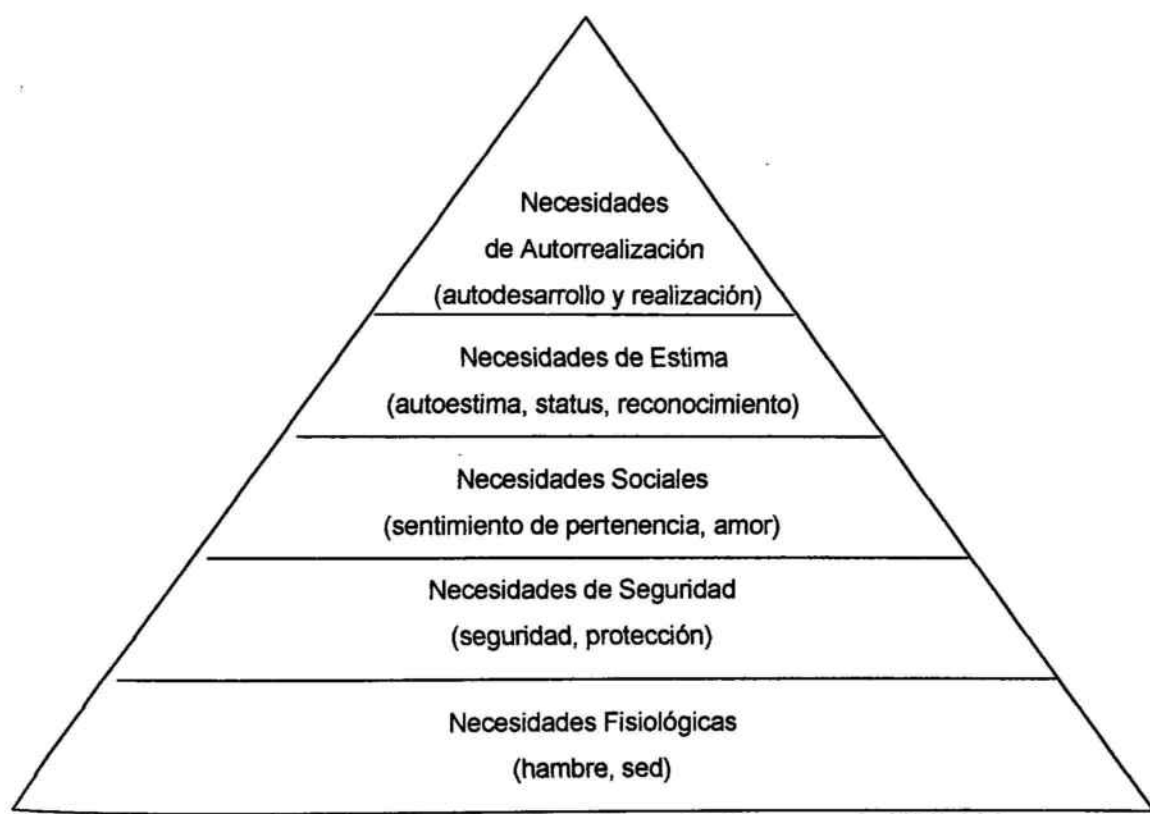 Necesidades
de Autorrealización
(autodesarrollo y realización)
Necesidades de Estima
(autoestima, status, reconocimiento)
Necesidades Sociales
(sentimiento de pertenencia, amor)
Necesidades de Seguridad
(seguridad, protección)
Necesidades Fisiológicas
(hambre, sed)